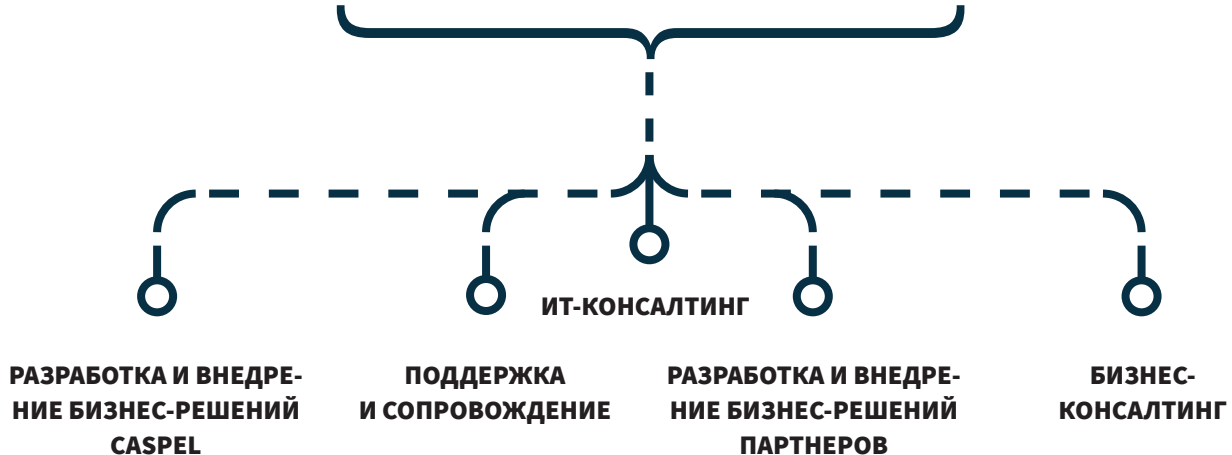 ИТ-КОНСАЛТИНГ
РАЗРАБОТКА И ВНЕДРЕ-
НИЕ БИЗНЕС-РЕШЕНИЙ
CASPEL
ПОДДЕРЖКА
И СОПРОВОЖДЕНИЕ
РАЗРАБОТКА И ВНЕДРЕ-
НИЕ БИЗНЕС-РЕШЕНИЙ
ПАРТНЕРОВ
БИЗНЕС-
КОНСАЛТИНГ